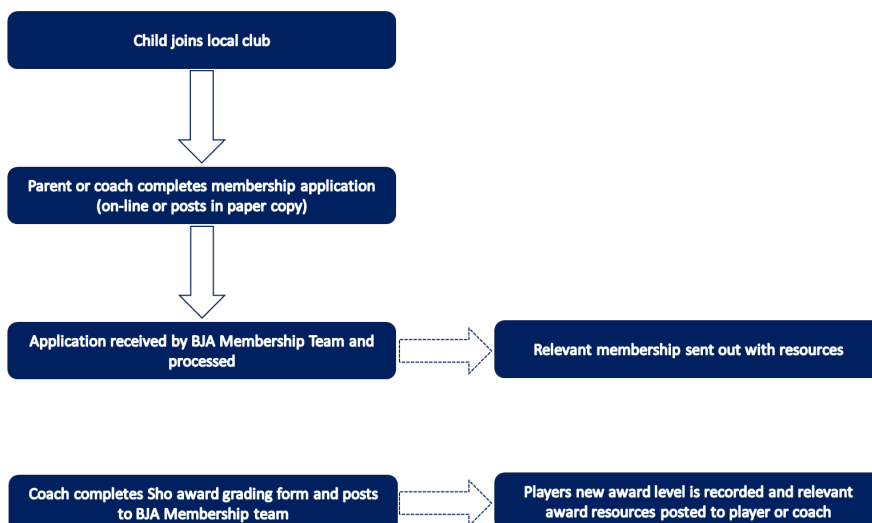 Child joins local club
Parent or coach completes membership application
(on-line or posts in paper copy)
Application received by BJA Membership Team and
processed
Relevant membership sent out with resources
Coach completes Sho award grading form and posts
to BJA Membership team
Players new award level is recorded and relevant
award resources posted to player or coach